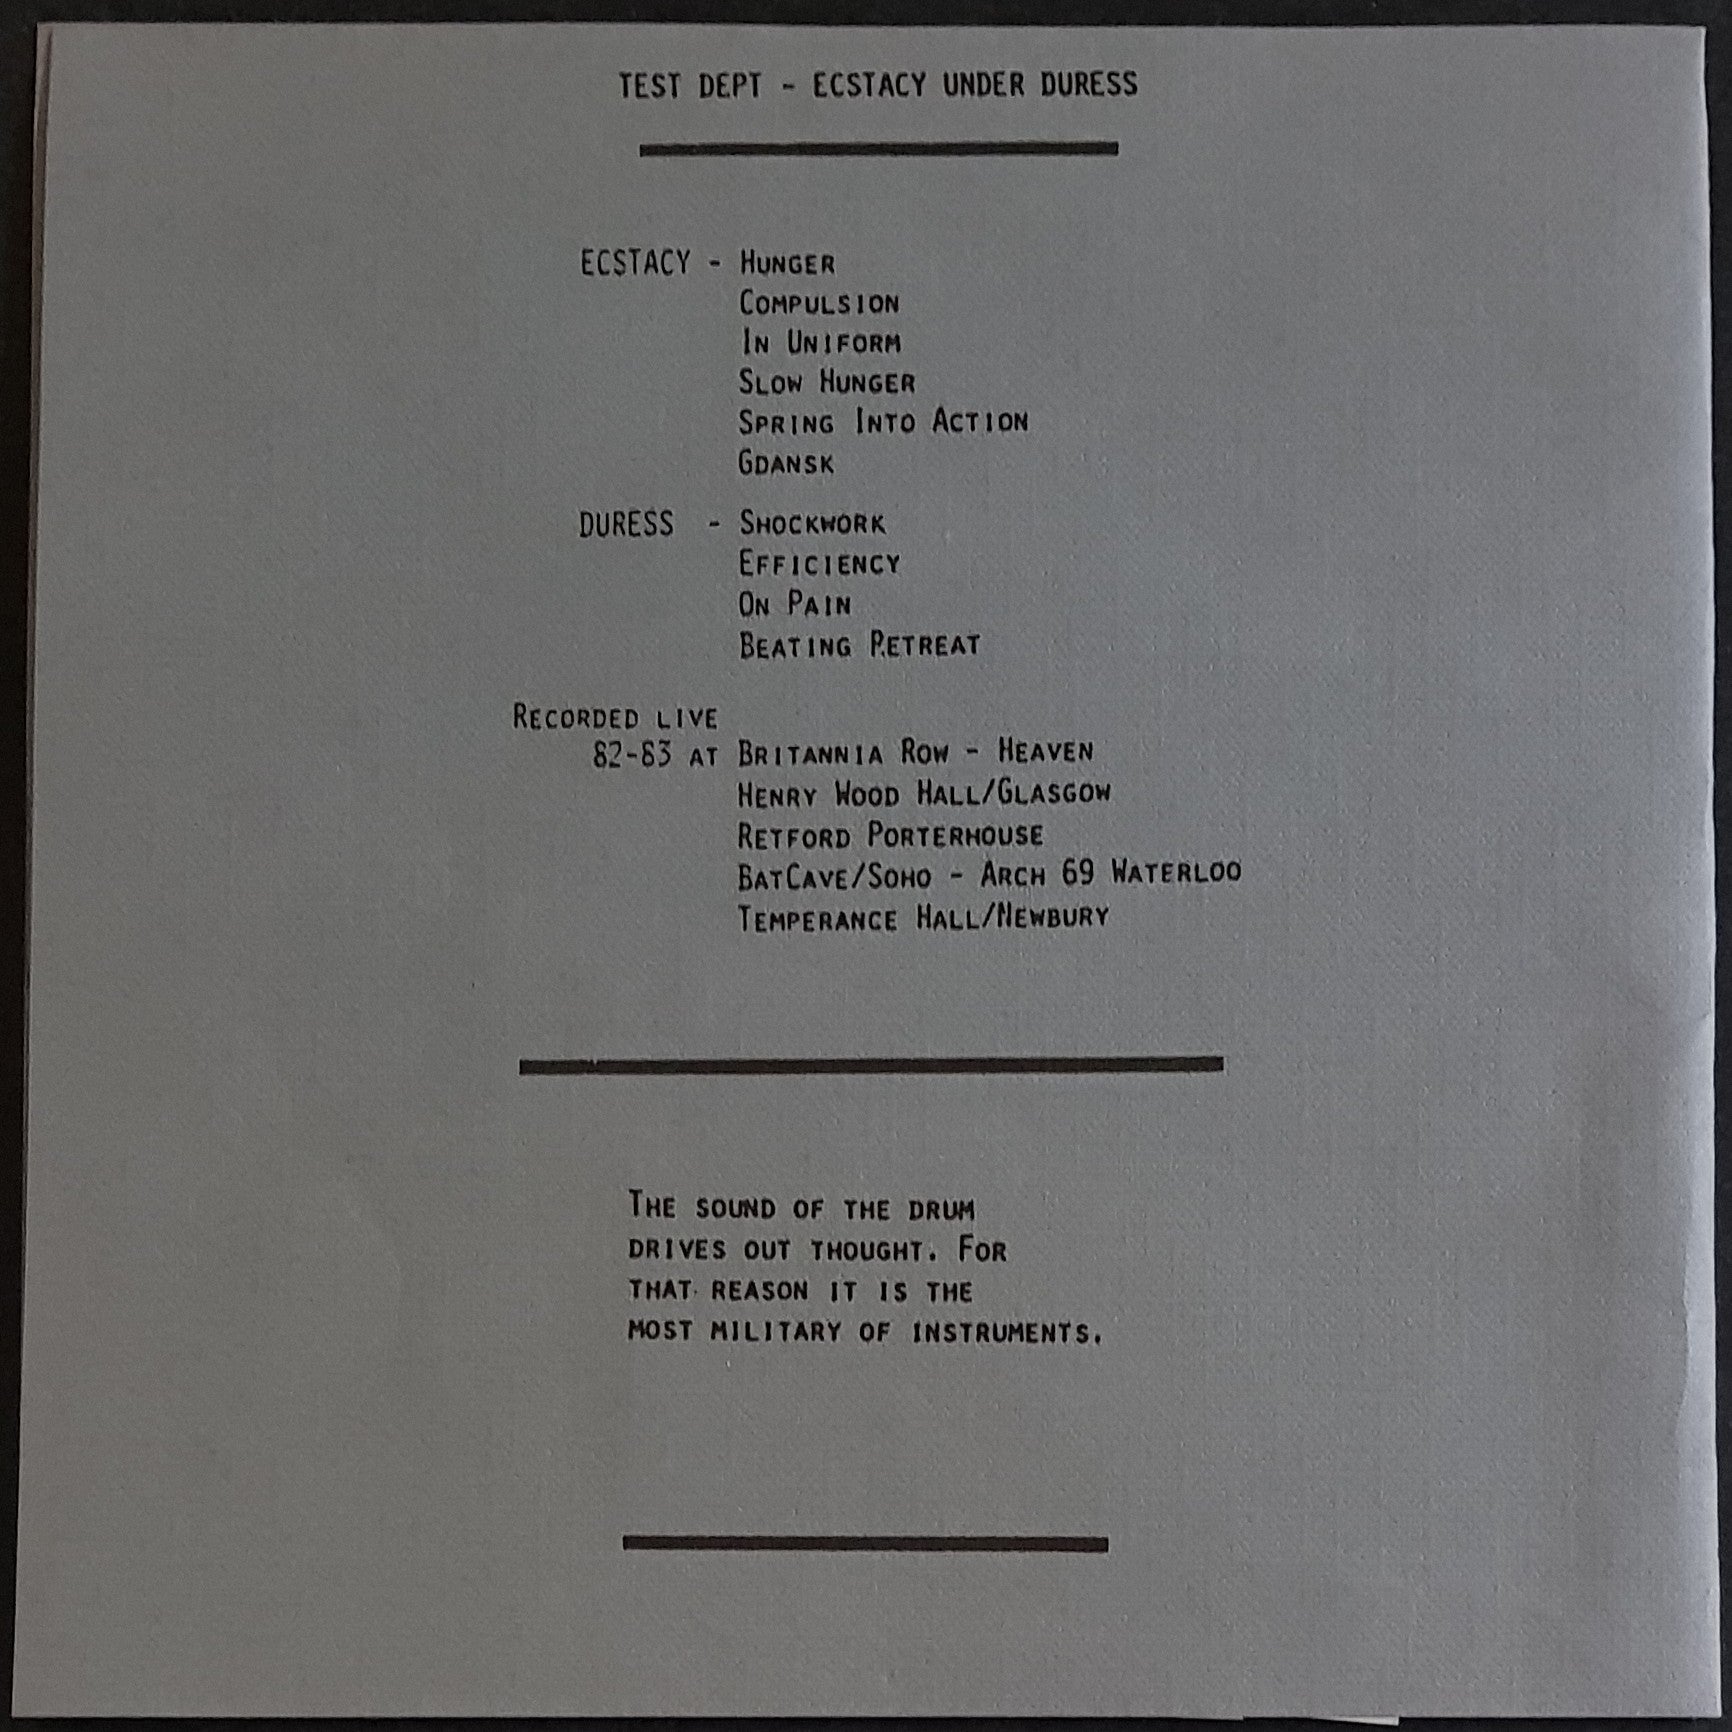 TEST DEPT - ECSTACY UNDER DURESS
ECSTACY - HUNGER
COMPULSION
IN UNIFORM
SLOW HUNGER
SPRING INTO ACTION
GDANSK
DURESS - SHOCKWORK
EFFICIENCY
ON PAIN
BEATING RETREAT
RECORDED LIVE
82-83 AT BRITANNIA ROW - HEAVEN
HENRY WOOD HALL/GLASGOW
RETFORD PORTERHOUSE
BATCAVE/SOHO - ARCH 69 WATERLOO
TEMPERANCE HALL/NEWBURY
THE SOUND OF THE DRUM
DRIVES OUT THOUGHT. FOR
THAT REASON IT IS THE
MOST MILITARY OF INSTRUMENTS.